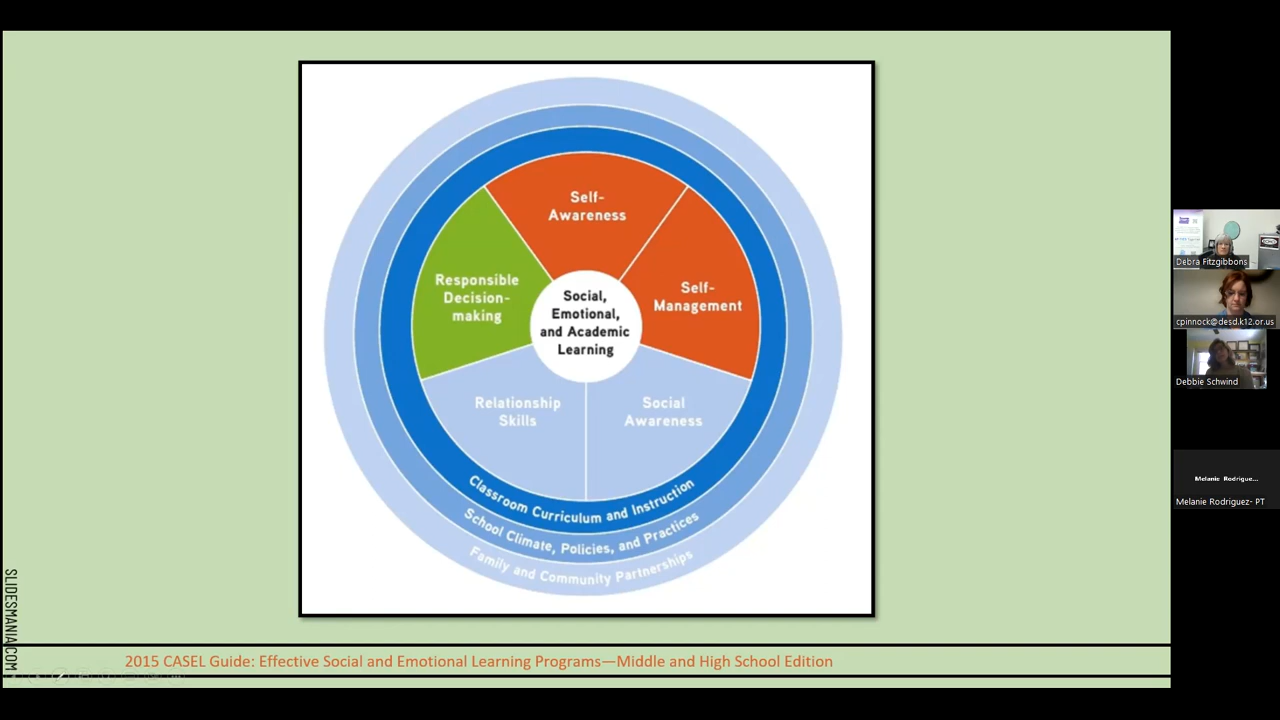 Self-
Awareness
Responsible
Decision-
making
Self-
Management
Social,
Emotional,
and Academic
Learning
Relationship
Skills
Social
Awareness
Classroom Curriculum and Instruction
School Climate, Policies, and Practices
Family and Community Partnerships
SLIDESMANIA.COM
2015 CASEL Guide: Effective Social and Emotional Learning Programs—Middle and High School Edition
Debra Fitzgibbons
cpinnock@desd.k12.or.us
Debbie Schwind
Melanie Rodrigue...
Melanie Rodriguez- PT